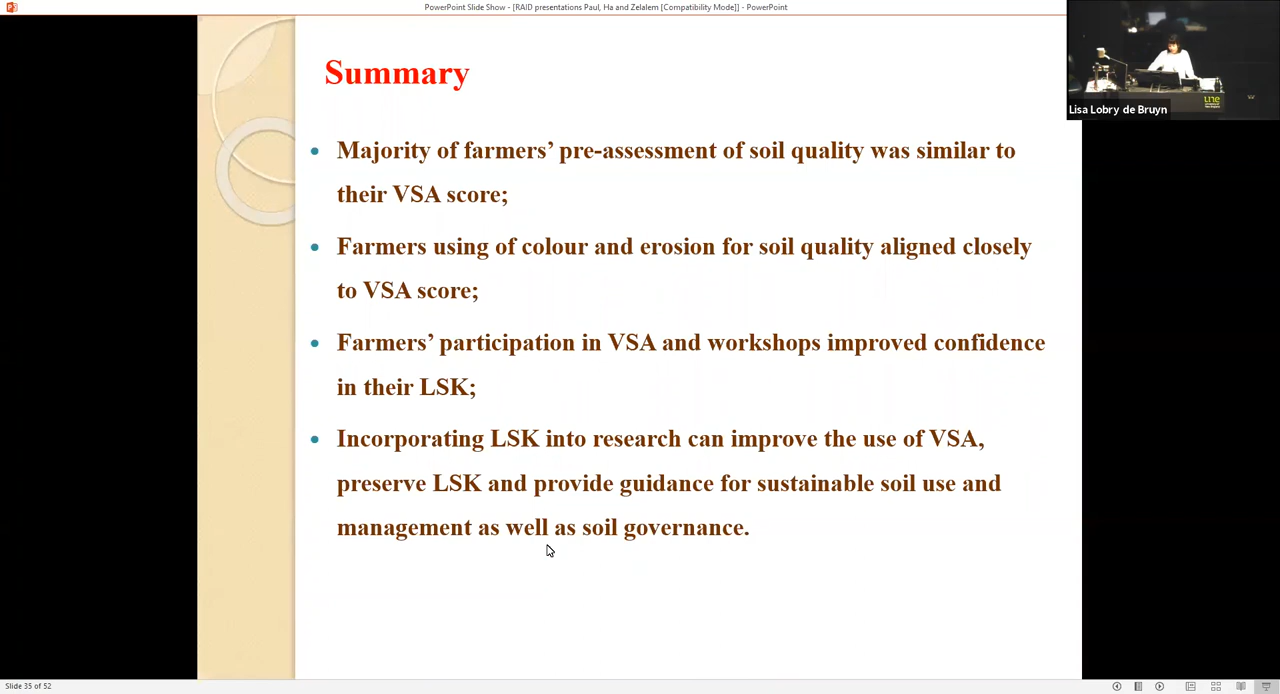 PowerPoint Slide Show - [RAID presentations Paul, Ha and Zelalem [Compatibility Mode]] - PowerPoint
Summary
Majority of farmers’ pre-assessment of soil quality was similar to
their VSA score;
Farmers using of colour and erosion for soil quality aligned closely
to VSA score;
Farmers’ participation in VSA and workshops improved confidence
in their LSK;
Incorporating LSK into research can improve the use of VSA,
preserve LSK and provide guidance for sustainable soil use and
management as well as soil governance.
une
Lisa Lobry de Bruyn
Slide 35 of 52